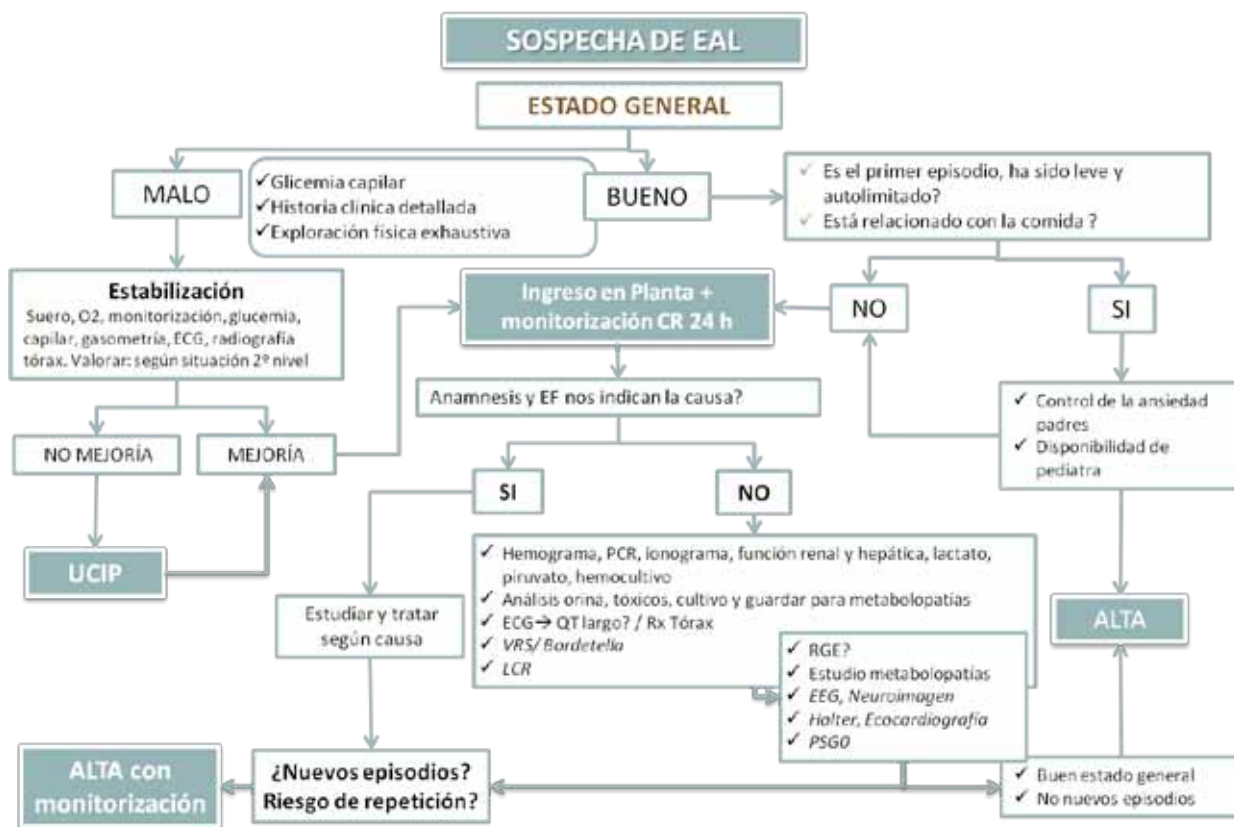 SOSPECHA DE EAL
ESTADO GENERAL
MALO
✓Glicemia capilar
✓Historia clínica detallada
✓Exploración física exhaustiva
BUENO
✓ Es el primer episodio, ha sido leve y
autolimitado?
✓ Está relacionado con la comida ?
Estabilización
Suero, O2, monitorización, glucemia,
capilar, gasometría, ECG, radiografía
tórax. Valorar: según situación 2º nivel
Ingreso en Planta +
monitorización CR 24 h
NO
SI
Anamnesis y EF nos indican la causa?
✓ Control de la ansiedad
padres
✓ Disponibilidad de
pediatra
NO MEJORÍA
MEJORÍA
SI
NO
UCIP
✓ Hemograma, PCR, ionograma, función renal y hepática, lactato,
piruvato, hemocultivo
✓ Análisis orina, tóxicos, cultivo y guardar para metabolopatías
✓ ECG→ QT largo? / Rx Tórax
✓ VRS/ Bordetella
✓ LCR
Estudiar y tratar
según causa
ALTA
✓ RGE?
✓ Estudio metabolopatías
✓ EEG, Neuroimagen
✓ Holter, Ecocardiografía
✓ PSG0
ALTA con
monitorización
¿Nuevos episodios?
Riesgo de repetición?
✓ Buen estado general
✓ No nuevos episodios